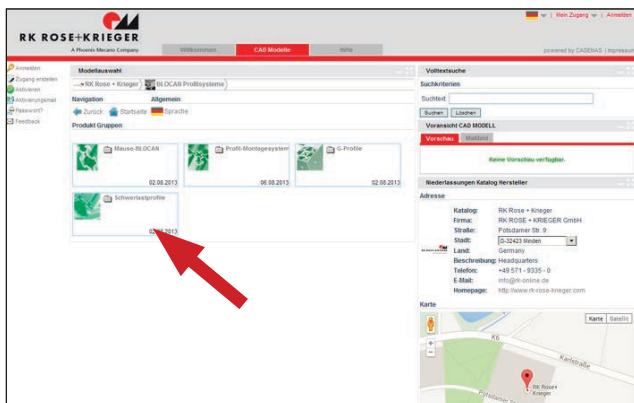 Mein Zugang | Anmelden
RK ROSE+KRIEGER
A Phoenix Mecano Company
Willkommen
CAD Modelle
Hilfe
powered by CADENAS | Impressum
Anmelden
Zugang erstellen
Aktivieren
Aktivierungsmail
Passwort?
Feedback
Modellauswahl
RK Rose + Krieger
BLOCAN Profilsysteme
Navigation
Allgemein
Zurück
Startseite
Sprache
Produkt Gruppen
Mause-BLOCAN
02.08.2013
Profil-Montagesystem
06.08.2013
G-Profile
02.08.2013
Schwerlastprofile
02.08.2013
Volltextsuche
Suchkriterien
Suchtext
Suchen
Löschen
Voransicht CAD MODELL
Vorschau
Maßbild
Keine Vorschau verfügbar.
Niederlassungen Katalog Hersteller
Adresse
Katalog: RK Rose + Krieger
Firma: RK ROSE + KRIEGER GmbH
Straße: Potsdamer Str. 9
Stadt: D-32423 Minden
Land: Germany
Beschreibung: Headquarters
Telefon: +49 571 - 9335 - 0
E-Mail: info@rk-online.de
Homepage: http://www.rk-rose-krieger.com
Karte
Karte
Satellit
K6
Karlstraße
RK Rose+
Krieger
Potsdamer Str.